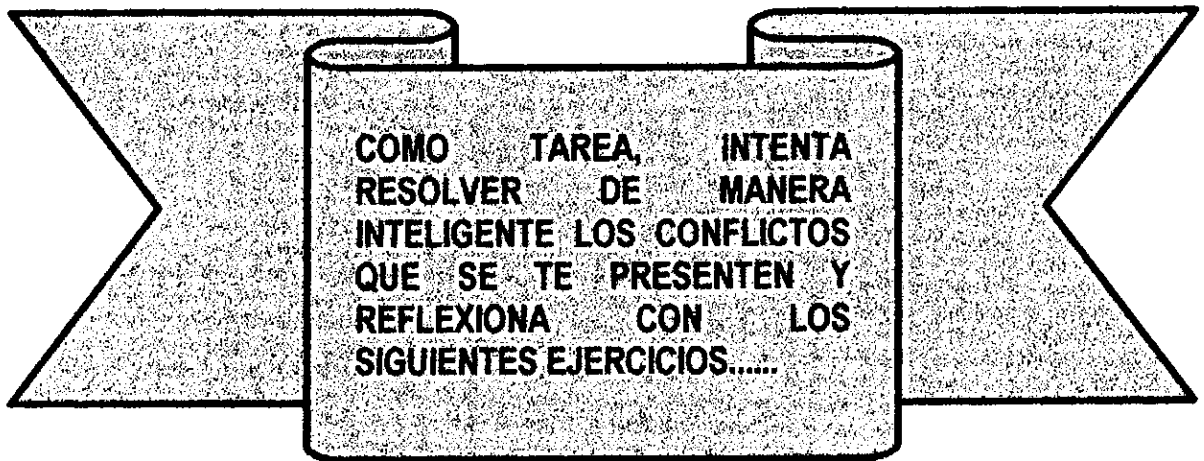 COMO TAREA, INTENTA
RESOLVER DE MANERA
INTELIGENTE LOS CONFLICTOS
QUE SE TE PRESENTEN Y
REFLEXIONA CON LOS
SIGUIENTES EJERCICIOS......